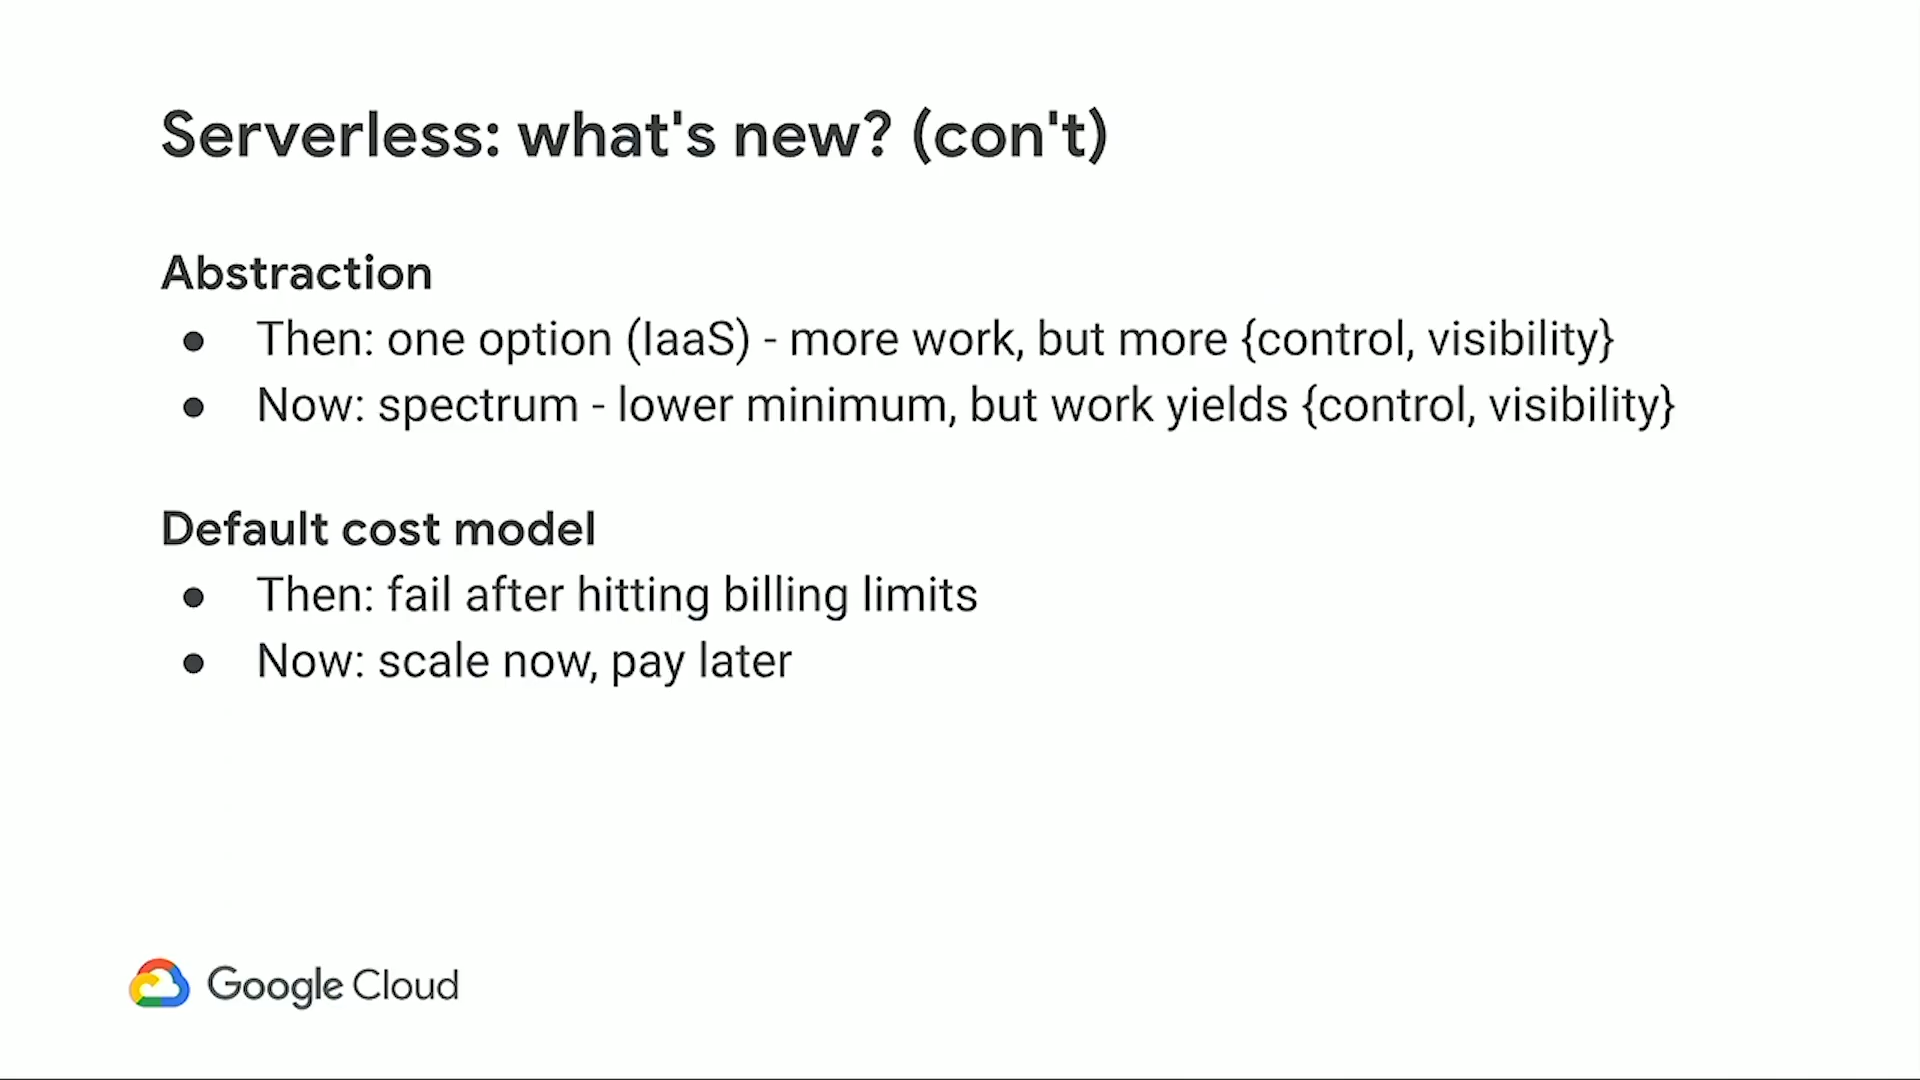 Serverless: what's new? (con't)
Abstraction
● Then: one option (IaaS) - more work, but more {control, visibility}
● Now: spectrum - lower minimum, but work yields {control, visibility}
Default cost model
● Then: fail after hitting billing limits
● Now: scale now, pay later
Google Cloud